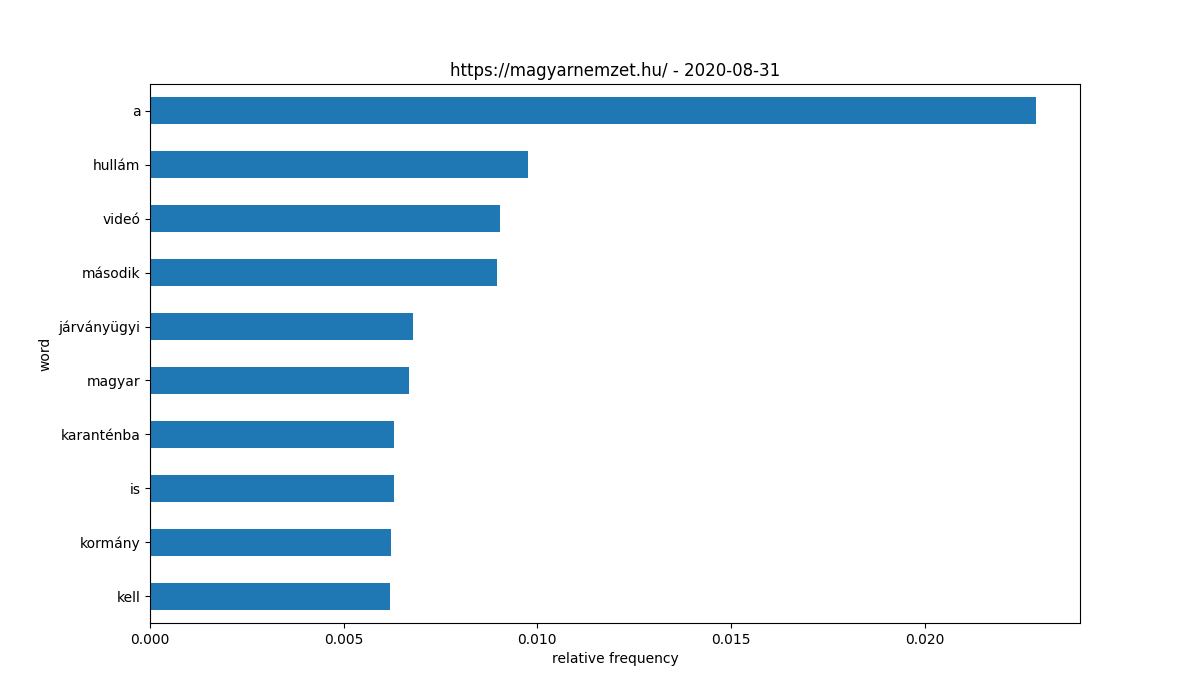 https://magyarnemzet.hu/ - 2020-08-31
a
hullám
videó
második
járványügyi
magyar
karanténba
is
kormány
kell
word
0.000 0.005 0.010 0.015 0.020
relative frequency